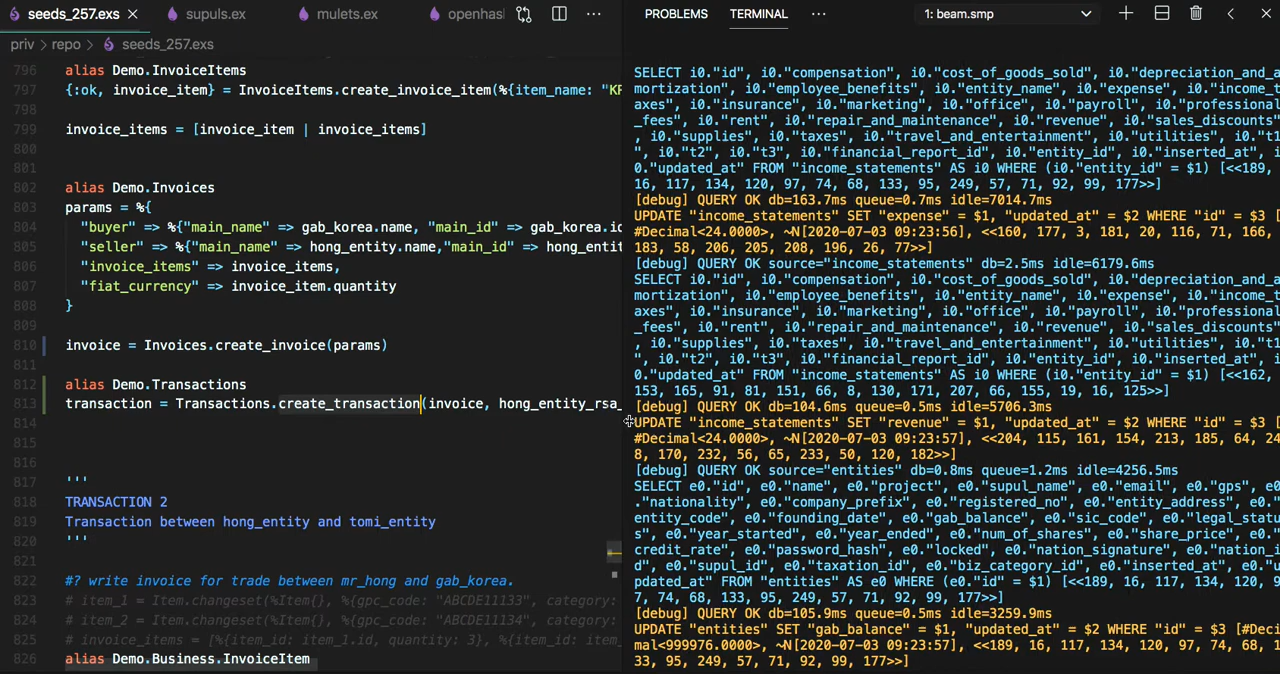 seeds_257.exs
supuls.ex
mulets.ex
openhas
priv > repo > seeds_257.exs
796 alias Demo.InvoiceItems
797 {:ok, invoice_item} = InvoiceItems.create_invoice_item(%{item_name: "KR
798
799 invoice_items = [invoice_item | invoice_items]
800
801
802 alias Demo.Invoices
803 params = %{
804 "buyer" => %{"main_name" => gab_korea.name, "main_id" => gab_korea.id
805 "seller" => %{"main_name" => hong_entity.name,"main_id" => hong_entit
806 "invoice_items" => invoice_items,
807 "fiat_currency" => invoice_item.quantity
808 }
809
810 invoice = Invoices.create_invoice(params)
811
812 alias Demo.Transactions
813 transaction = Transactions.create_transaction(invoice, hong_entity_rsa_
814
815
816
817 '''
818 TRANSACTION 2
819 Transaction between hong_entity and tomi_entity
820 '''
821
822 #? write invoice for trade between mr_hong and gab_korea.
823 # item_1 = Item.changeset(%Item{}, %{gpc_code: "ABCDE11133", category:
824 # item_2 = Item.changeset(%Item{}, %{gpc_code: "ABCDE11134", category:
825 # invoice_items = [%{item_id: item_1.id, quantity: 3}, %{item_id: item_
826 alias Demo.Business.InvoiceItem
PROBLEMS
TERMINAL
1: beam.smp
SELECT i0."id", i0."compensation", i0."cost_of_goods_sold", i0."depreciation_and_a
mortization", i0."employee_benefits", i0."entity_name", i0."expense", i0."income_t
axes", i0."insurance", i0."marketing", i0."office", i0."payroll", i0."professional
_fees", i0."rent", i0."repair_and_maintenance", i0."revenue", i0."sales_discounts"
, i0."supplies", i0."taxes", i0."travel_and_entertainment", i0."utilities", i0."t1
", i0."t2", i0."t3", i0."financial_report_id", i0."entity_id", i0."inserted_at", i
0."updated_at" FROM "income_statements" AS i0 WHERE (i0."entity_id" = $1) [<<189,
16, 117, 134, 120, 97, 74, 68, 133, 95, 249, 57, 71, 92, 99, 177>>]
[debug] QUERY OK db=163.7ms queue=0.7ms idle=7014.7ms
UPDATE "income_statements" SET "expense" = $1, "updated_at" = $2 WHERE "id" = $3 [
#Decimal<24.0000>, ~N[2020-07-03 09:23:56], <<160, 177, 3, 181, 20, 116, 71, 166,
183, 58, 206, 205, 208, 196, 26, 77>>]
[debug] QUERY OK source="income_statements" db=2.5ms idle=6179.6ms
SELECT i0."id", i0."compensation", i0."cost_of_goods_sold", i0."depreciation_and_a
mortization", i0."employee_benefits", i0."entity_name", i0."expense", i0."income_t
axes", i0."insurance", i0."marketing", i0."office", i0."payroll", i0."professional
_fees", i0."rent", i0."repair_and_maintenance", i0."revenue", i0."sales_discounts"
, i0."supplies", i0."taxes", i0."travel_and_entertainment", i0."utilities", i0."t1
", i0."t2", i0."t3", i0."financial_report_id", i0."entity_id", i0."inserted_at", i
0."updated_at" FROM "income_statements" AS i0 WHERE (i0."entity_id" = $1) [<<162,
153, 165, 91, 81, 151, 66, 8, 130, 171, 207, 66, 155, 19, 16, 125>>]
[debug] QUERY OK db=104.6ms queue=0.5ms idle=5706.3ms
UPDATE "income_statements" SET "revenue" = $1, "updated_at" = $2 WHERE "id" = $3 [
#Decimal<24.0000>, ~N[2020-07-03 09:23:57], <<204, 115, 161, 154, 213, 185, 64, 24
8, 170, 232, 56, 65, 233, 50, 120, 182>>]
[debug] QUERY OK source="entities" db=0.8ms queue=1.2ms idle=4256.5ms
SELECT e0."id", e0."name", e0."project", e0."supul_name", e0."email", e0."gps", e0
."nationality", e0."company_prefix", e0."registered_no", e0."entity_address", e0."
entity_code", e0."founding_date", e0."gab_balance", e0."sic_code", e0."legal_statu
s", e0."year_started", e0."year_ended", e0."num_of_shares", e0."share_price", e0."
credit_rate", e0."password_hash", e0."locked", e0."nation_signature", e0."nation_i
d", e0."supul_id", e0."taxation_id", e0."biz_category_id", e0."inserted_at", e0."u
pdated_at" FROM "entities" AS e0 WHERE (e0."id" = $1) [<<189, 16, 117, 134, 120, 9
7, 74, 68, 133, 95, 249, 57, 71, 92, 99, 177>>]
[debug] QUERY OK db=105.9ms queue=0.5ms idle=3259.9ms
UPDATE "entities" SET "gab_balance" = $1, "updated_at" = $2 WHERE "id" = $3 [#Deci
mal<999976.0000>, ~N[2020-07-03 09:23:57], <<189, 16, 117, 134, 120, 97, 74, 68, 1
33, 95, 249, 57, 71, 92, 99, 177>>]